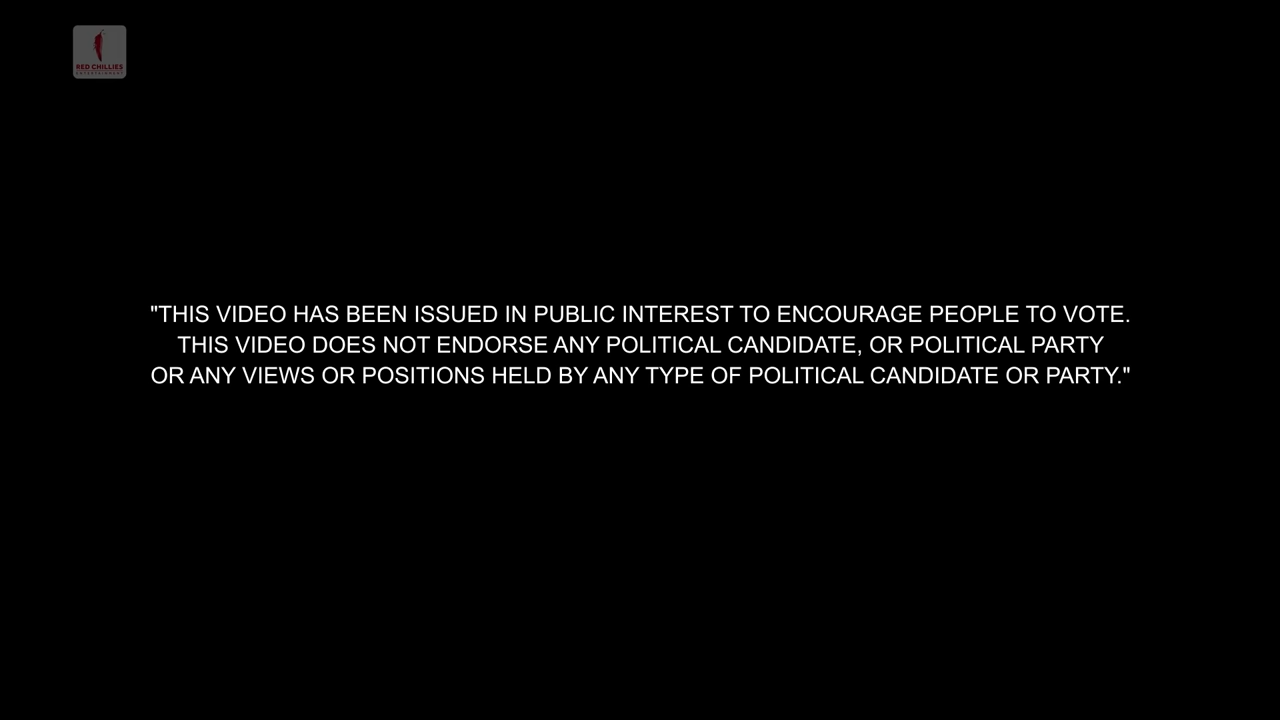 RED CHILLIES
ENTERTAINMENT
"THIS VIDEO HAS BEEN ISSUED IN PUBLIC INTEREST TO ENCOURAGE PEOPLE TO VOTE.
THIS VIDEO DOES NOT ENDORSE ANY POLITICAL CANDIDATE, OR POLITICAL PARTY
OR ANY VIEWS OR POSITIONS HELD BY ANY TYPE OF POLITICAL CANDIDATE OR PARTY."